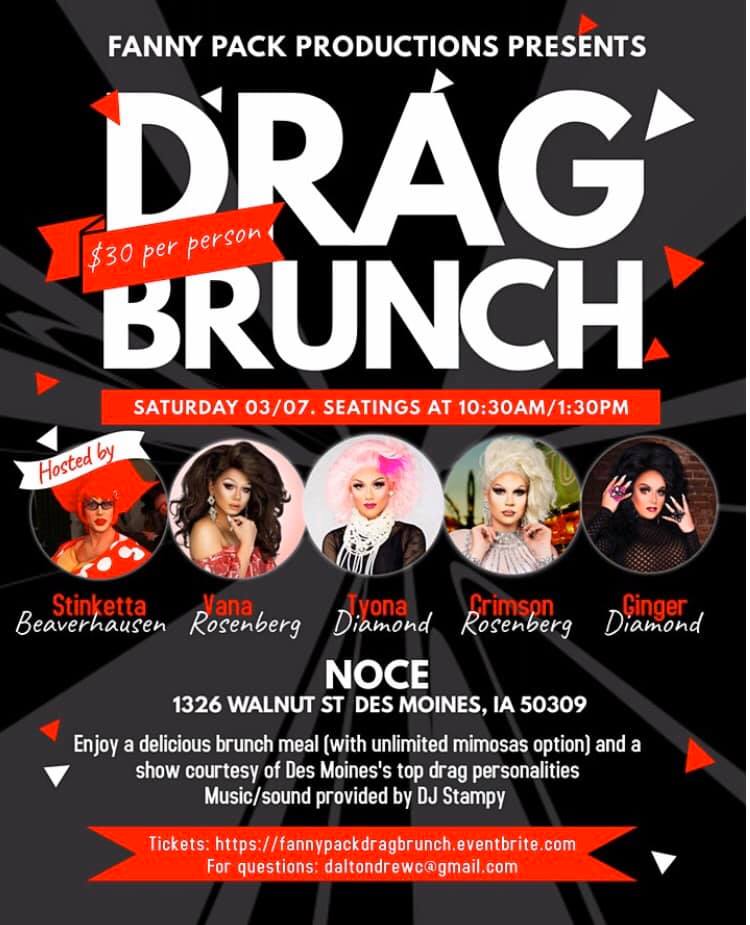 FANNY PACK PRODUCTIONS PRESENTS
DRAG
$30 per person
BRUNCH
SATURDAY 03/07. SEATINGS AT 10:30AM/1:30PM
Hosted by
Stinketta Vana Tyona Crimson Ginger
Beaverhausen Rosenberg Diamond Rosenberg Diamond
NOCE
1326 WALNUT ST DES MOINES, IA 50309
Enjoy a delicious brunch meal (with unlimited mimosas option) and a
show courtesy of Des Moines's top drag personalities
Music/sound provided by DJ Stampy
Tickets: https://fannypackdragbrunch.eventbrite.com
For questions: daltondrewc@gmail.com